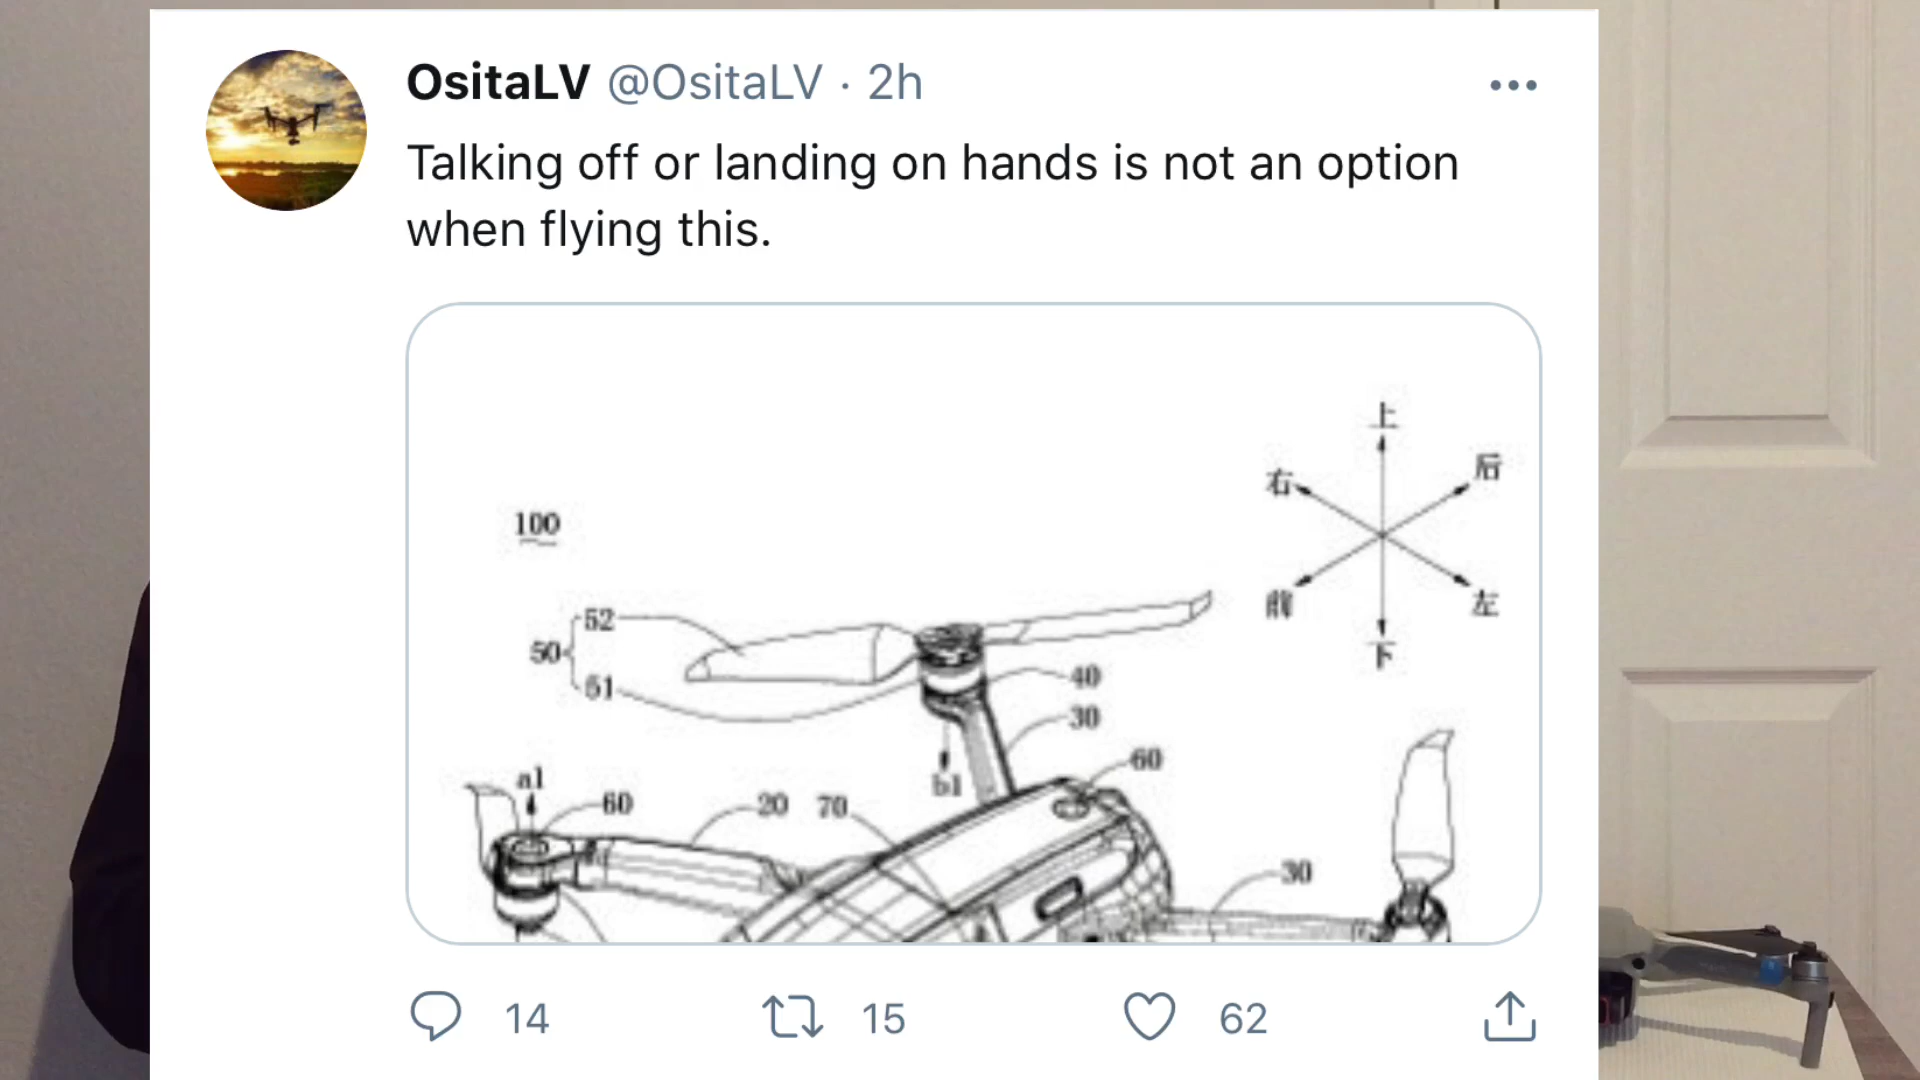 OsitaLV @OsitaLV · 2h
Talking off or landing on hands is not an option
when flying this.
上
右
后
100
前
左
52
50
下
51
40
30
60
a1
b1
60
20
70
30
14
15
62